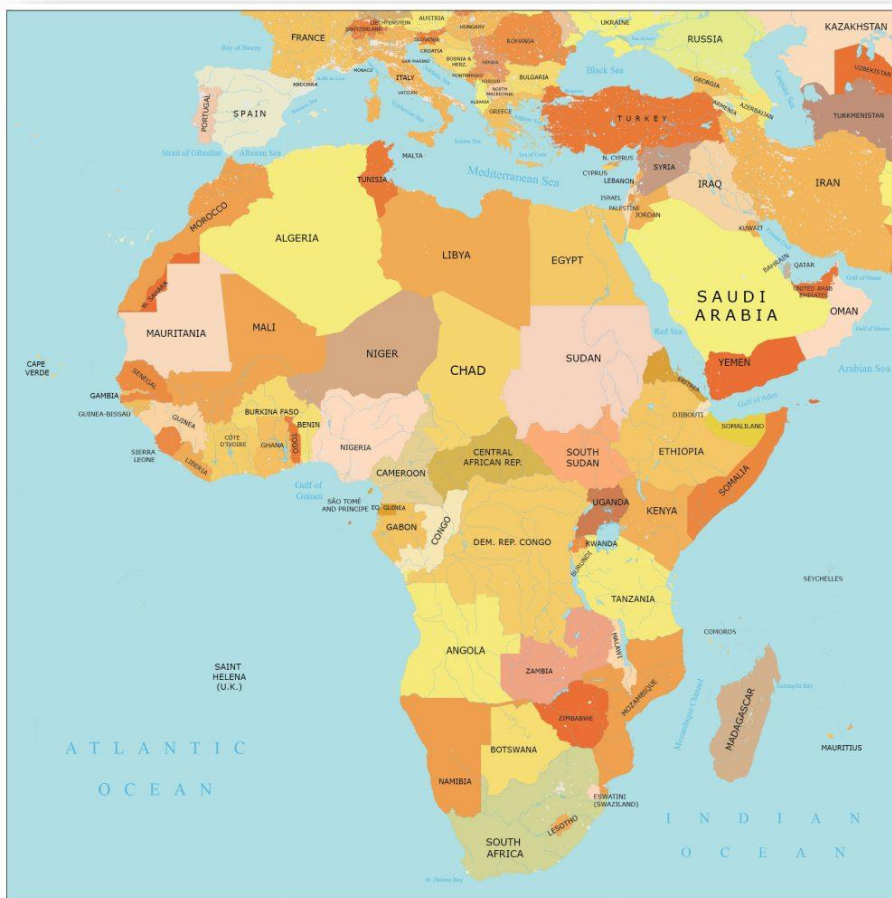 AUSTRIA
HUNGARY
UKRAINE
KAZAKHSTAN
LIECHTENSTEIN
FRANCE
SWITZERLAND
SLOVENIA
ROMANIA
RUSSIA
Bay of Biscay
CROATIA
SAN MARINO
BOSNIA &
HERZ.
SERBIA
Black Sea
Caspian Sea
UZBEKISTAN
MONACO
ANDORRA
ITALY
MONTENEGRO
KOSOVO
BULGARIA
GEORGIA
VATICAN
NORTH
MACEDONIA
ALBANIA
ARMENIA
AZERBAIJAN
TURKMENISTAN
PORTUGAL
SPAIN
GREECE
TURKEY
Strait of Gibraltar
Alboran Sea
MALTA
Mediterranean Sea
N. CYPRUS
CYPRUS
SYRIA
LEBANON
TUNISIA
IRAQ
IRAN
ISRAEL
PALESTINE
JORDAN
MOROCCO
KUWAIT
ALGERIA
LIBYA
EGYPT
BAHRAIN
QATAR
UNITED ARAB
EMIRATES
SAUDI
ARABIA
OMAN
W. SAHARA
MAURITANIA
MALI
NIGER
CHAD
SUDAN
Red Sea
YEMEN
Arabian Sea
CAPE
VERDE
SENEGAL
GAMBIA
GUINEA-BISSAU
GUINEA
BURKINA FASO
BENIN
ERITREA
Gulf of Aden
DJIBOUTI
SOMALILAND
SIERRA
LEONE
LIBERIA
COTE
D'IVOIRE
GHANA
TOGO
NIGERIA
CENTRAL
AFRICAN REP.
SOUTH
SUDAN
ETHIOPIA
SOMALIA
CAMEROON
Gulf of
Guinea
SÃO TOMÉ
AND PRINCIPE
EQ. GUINEA
GABON
CONGO
DEM. REP. CONGO
UGANDA
KENYA
RWANDA
BURUNDI
TANZANIA
SEYCHELLES
COMOROS
ANGOLA
ZAMBIA
MALAWI
SAINT
HELENA
(U.K.)
MOZAMBIQUE
Mozambique Channel
MADAGASCAR
ZIMBABWE
MAURITIUS
ATLANTIC
OCEAN
NAMIBIA
BOTSWANA
ESWATINI
(SWAZILAND)
LESOTHO
SOUTH
AFRICA
INDIAN
OCEAN
St. Helena Bay